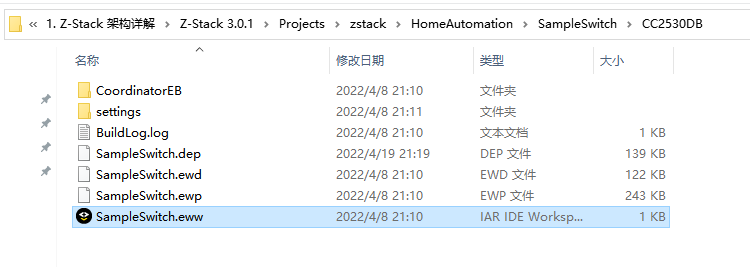 « 1. Z-Stack 架构详解 > Z-Stack 3.0.1 > Projects > zstack > HomeAutomation > SampleSwitch > CC2530DB
名称 修改日期 类型 大小
CoordinatorEB 2022/4/8 21:10 文件夹
settings 2022/4/8 21:11 文件夹
BuildLog.log 2022/4/8 21:10 文本文档 1 KB
SampleSwitch.dep 2022/4/19 21:19 DEP 文件 139 KB
SampleSwitch.ewd 2022/4/8 21:10 EWD 文件 122 KB
SampleSwitch.ewp 2022/4/8 21:10 EWP 文件 243 KB
SampleSwitch.eww 2022/4/8 21:10 IAR IDE Worksp... 1 KB